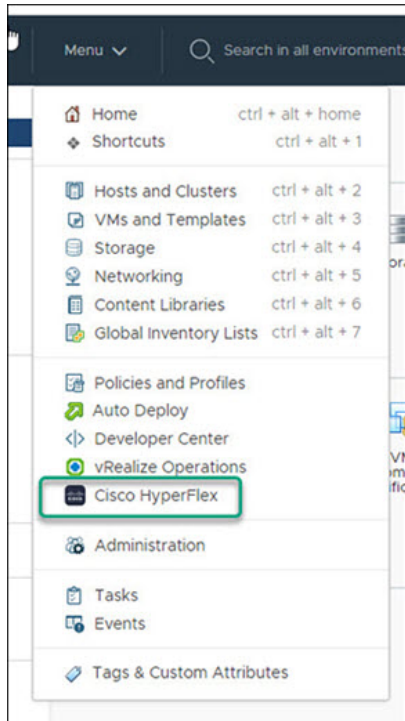 Menu
Search in all environments
Home ctrl + alt + home
Shortcuts ctrl + alt + 1
Hosts and Clusters ctrl + alt + 2
VMs and Templates ctrl + alt + 3
Storage ctrl + alt + 4
Networking ctrl + alt + 5
Content Libraries ctrl + alt + 6
Global Inventory Lists ctrl + alt + 7
Policies and Profiles
Auto Deploy
Developer Center
vRealize Operations
Cisco HyperFlex
Administration
Tasks
Events
Tags & Custom Attributes